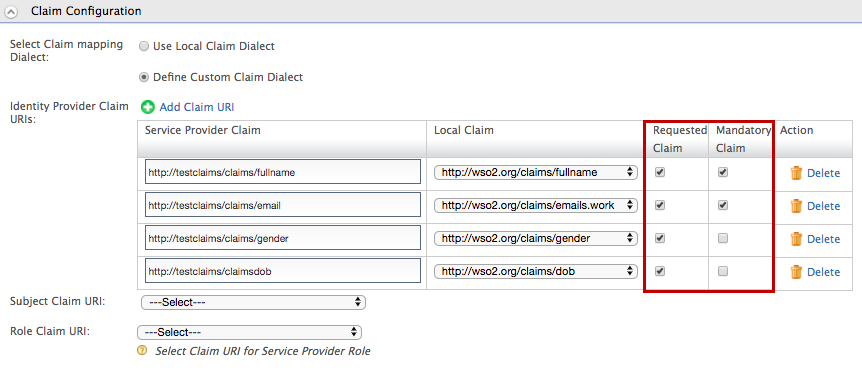 Claim Configuration
Select Claim mapping
Dialect:
Use Local Claim Dialect
Define Custom Claim Dialect
Identity Provider Claim
URIs:
Add Claim URI
Service Provider Claim Local Claim Requested Claim Mandatory Claim Action
http://testclaims/claims/fullname http://wso2.org/claims/fullname Delete
http://testclaims/claims/email http://wso2.org/claims/emails.work Delete
http://testclaims/claims/gender http://wso2.org/claims/gender Delete
http://testclaims/claimsdob http://wso2.org/claims/dob Delete
Subject Claim URI: ---Select---
Role Claim URI: ---Select---
Select Claim URI for Service Provider Role